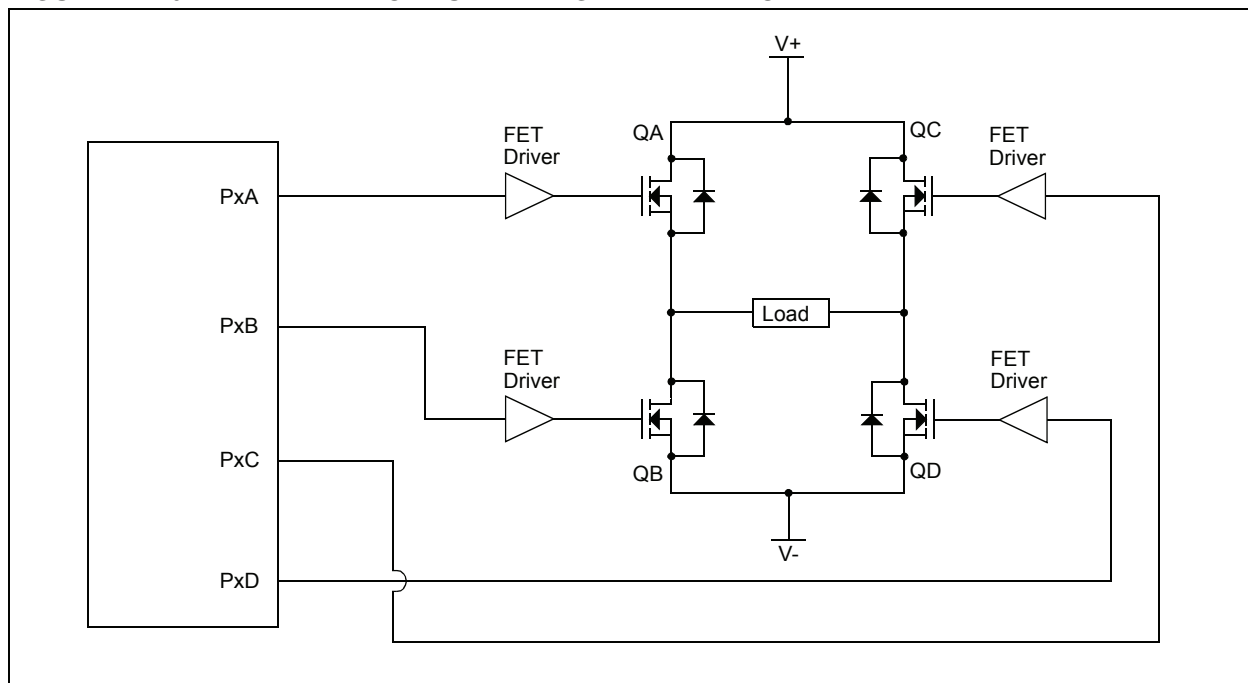 V+
QA
QC
FET
Driver
FET
Driver
PxA
PxB
Load
FET
Driver
FET
Driver
PxC
QB
QD
V-
PxD